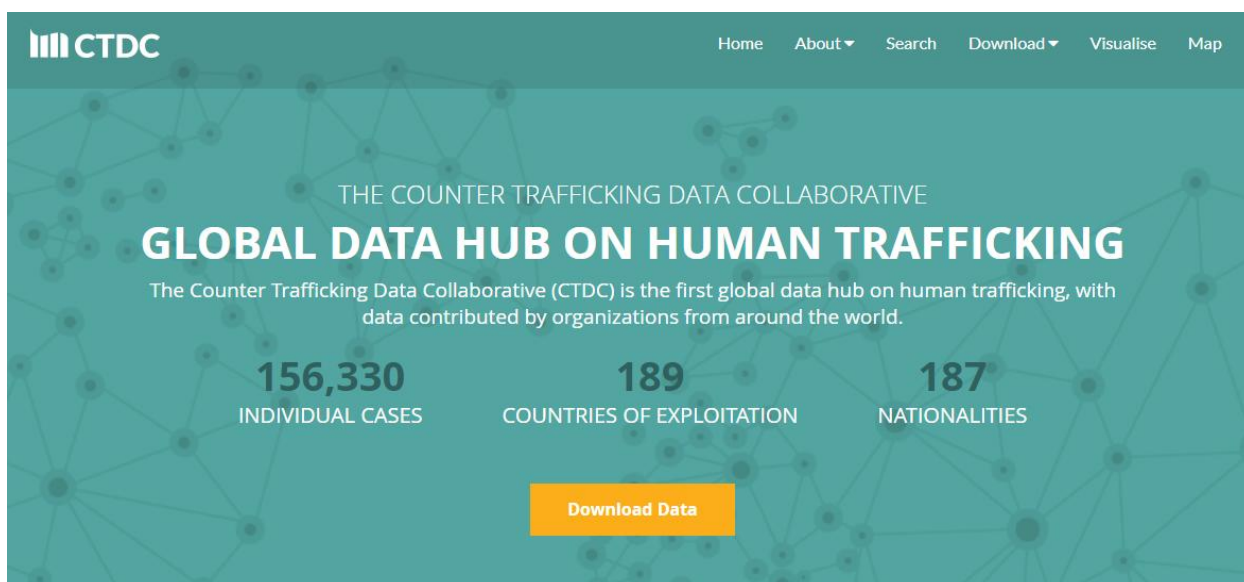 CTDC
Home About Search Download Visualise Map
THE COUNTER TRAFFICKING DATA COLLABORATIVE
GLOBAL DATA HUB ON HUMAN TRAFFICKING
The Counter Trafficking Data Collaborative (CTDC) is the first global data hub on human trafficking, with
data contributed by organizations from around the world.
156,330 189 187
INDIVIDUAL CASES COUNTRIES OF EXPLOITATION NATIONALITIES
Download Data